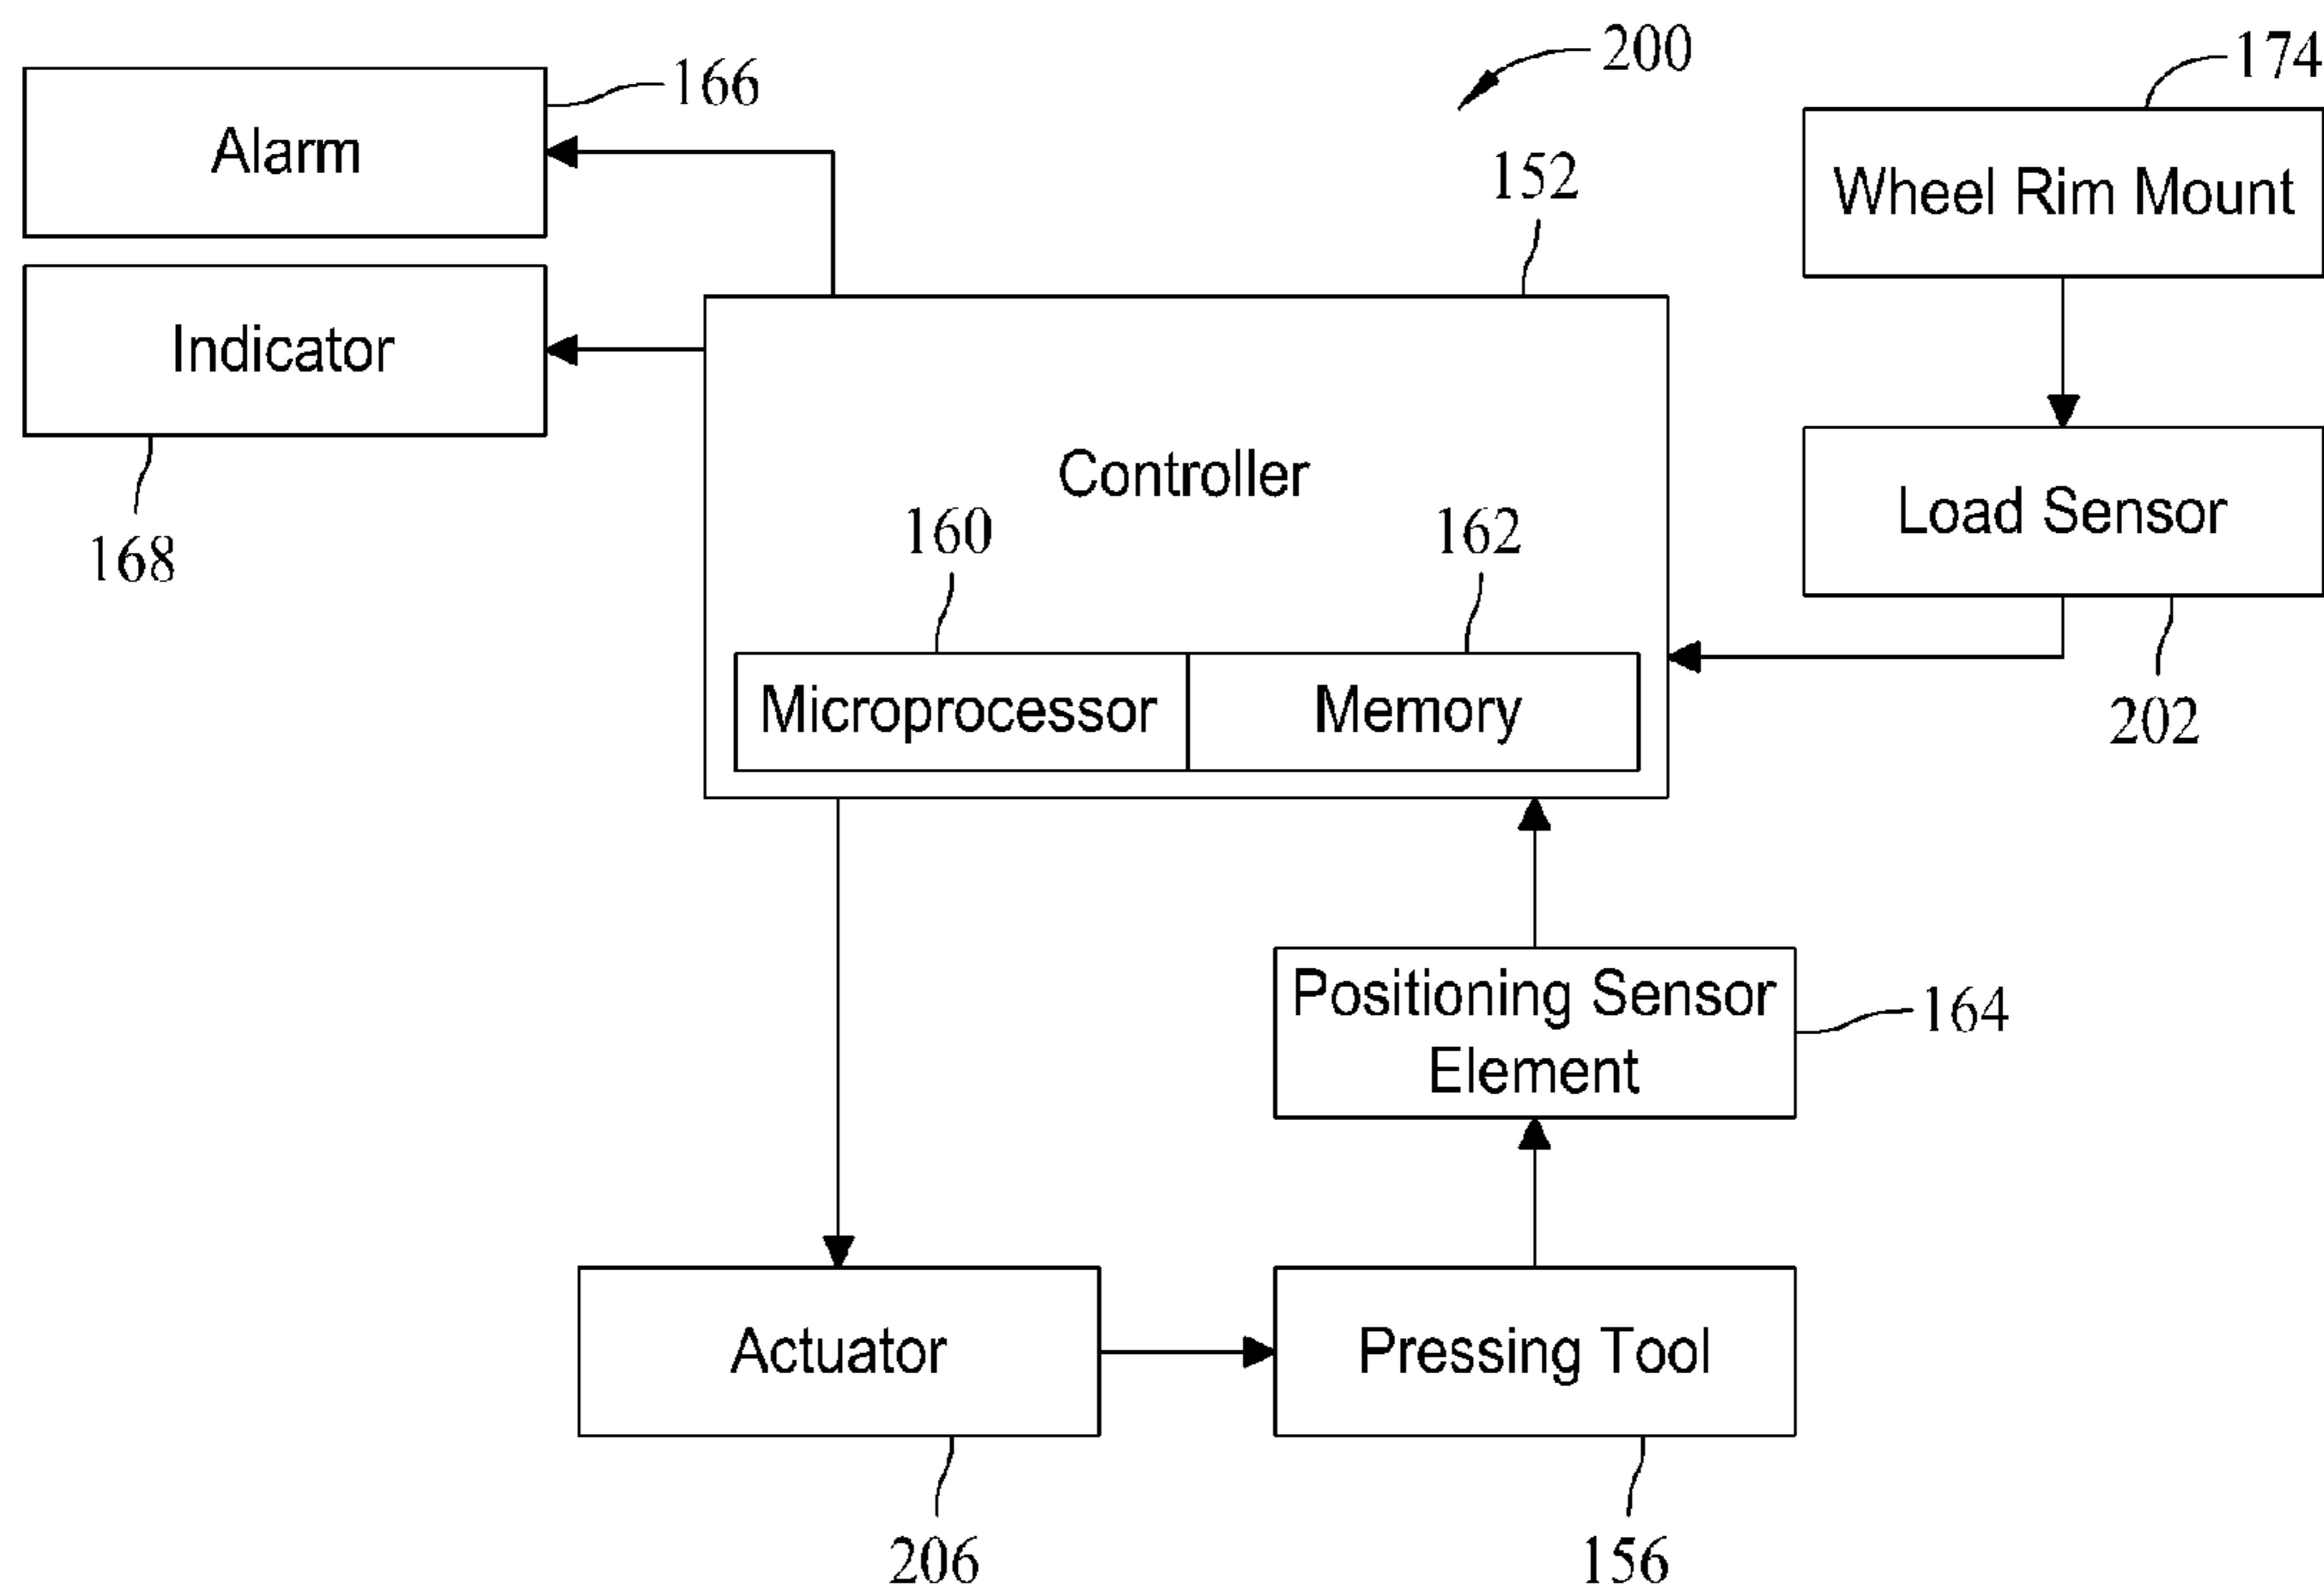 200
174
166
Alarm
152
Wheel Rim Mount
Indicator
Controller
168
160
162
Load Sensor
Microprocessor
Memory
202
Positioning Sensor
Element
164
Actuator
Pressing Tool
206
156